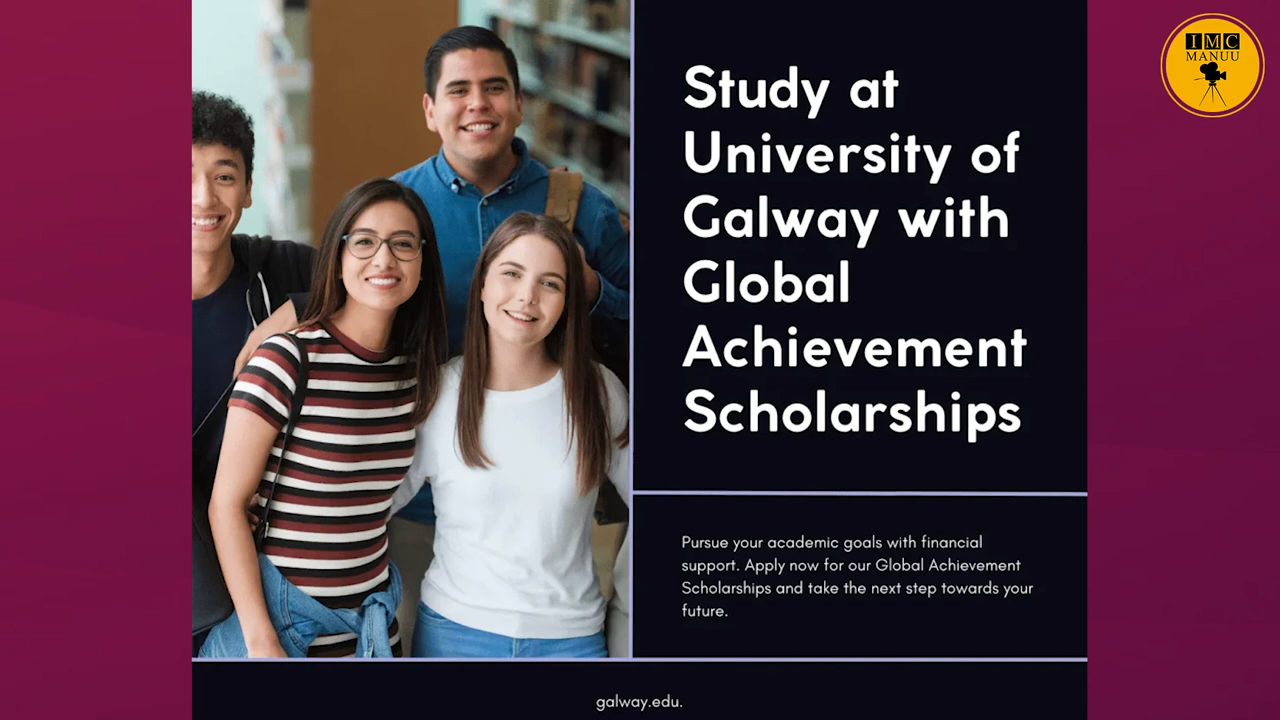 IMC
MANUU
Study at
University of
Galway with
Global
Achievement
Scholarships
Pursue your academic goals with financial
support. Apply now for our Global Achievement
Scholarships and take the next step towards your
future.
galway.edu.